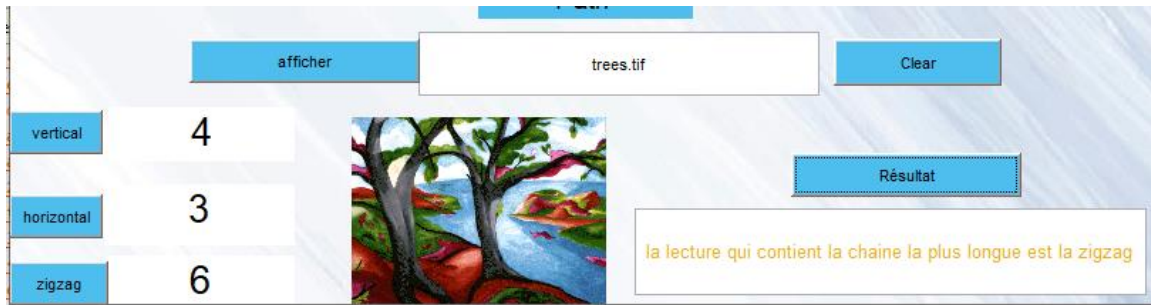 afficher
trees.tif
Clear
vertical
4
Résultat
horizontal
3
la lecture qui contient la chaine la plus longue est la zigzag
zigzag
6